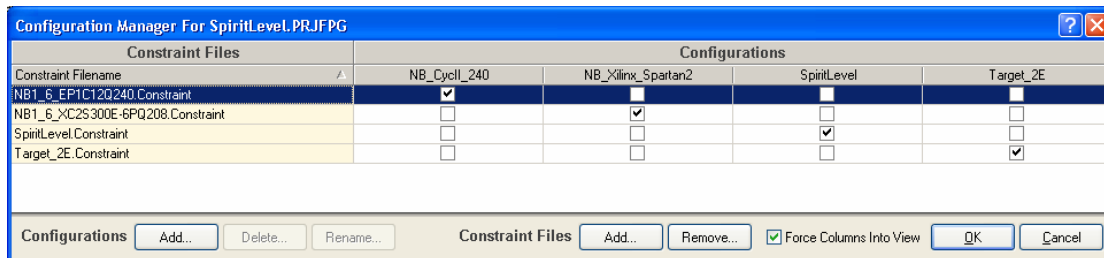 Configuration Manager For SpiritLevel.PRJFPG
Constraint Files Configurations
Constraint Filename NB_CycII_240 NB_Xilinx_Spartan2 SpiritLevel Target_2E
NB1_6_EP1C12Q240.Constraint
NB1_6_XC2S300E-6PQ208.Constraint
SpiritLevel.Constraint
Target_2E.Constraint
Configurations Add... Delete... Rename... Constraint Files Add... Remove... Force Columns Into View OK Cancel